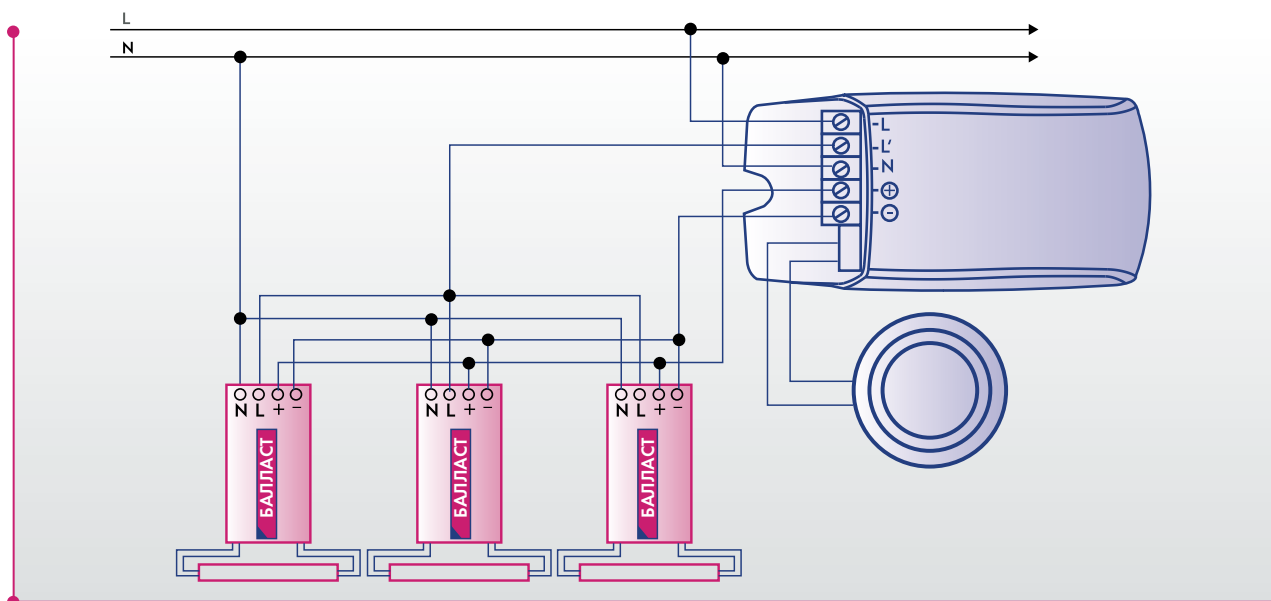 L
N
-L
-L'
-N
-⊕
-⊖
N L + −
N L + −
N L + −
БАЛЛАСТ
БАЛЛАСТ
БАЛЛАСТ